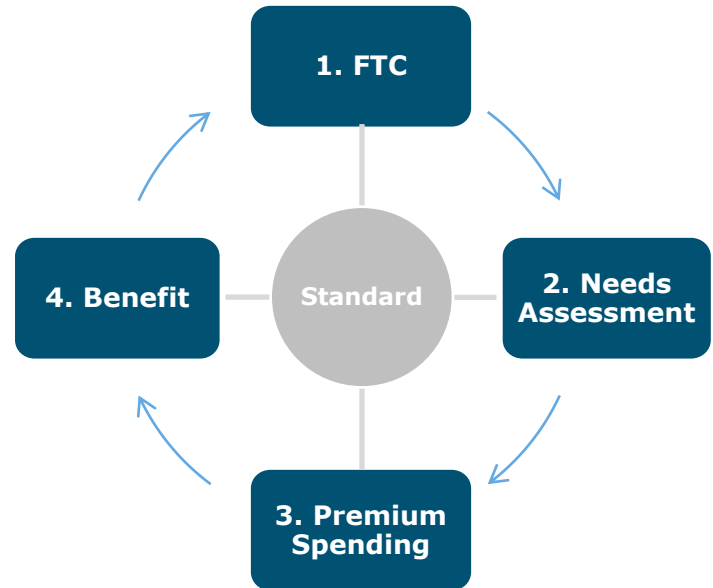 1. FTC
4. Benefit
Standard
2. Needs
Assessment
3. Premium
Spending